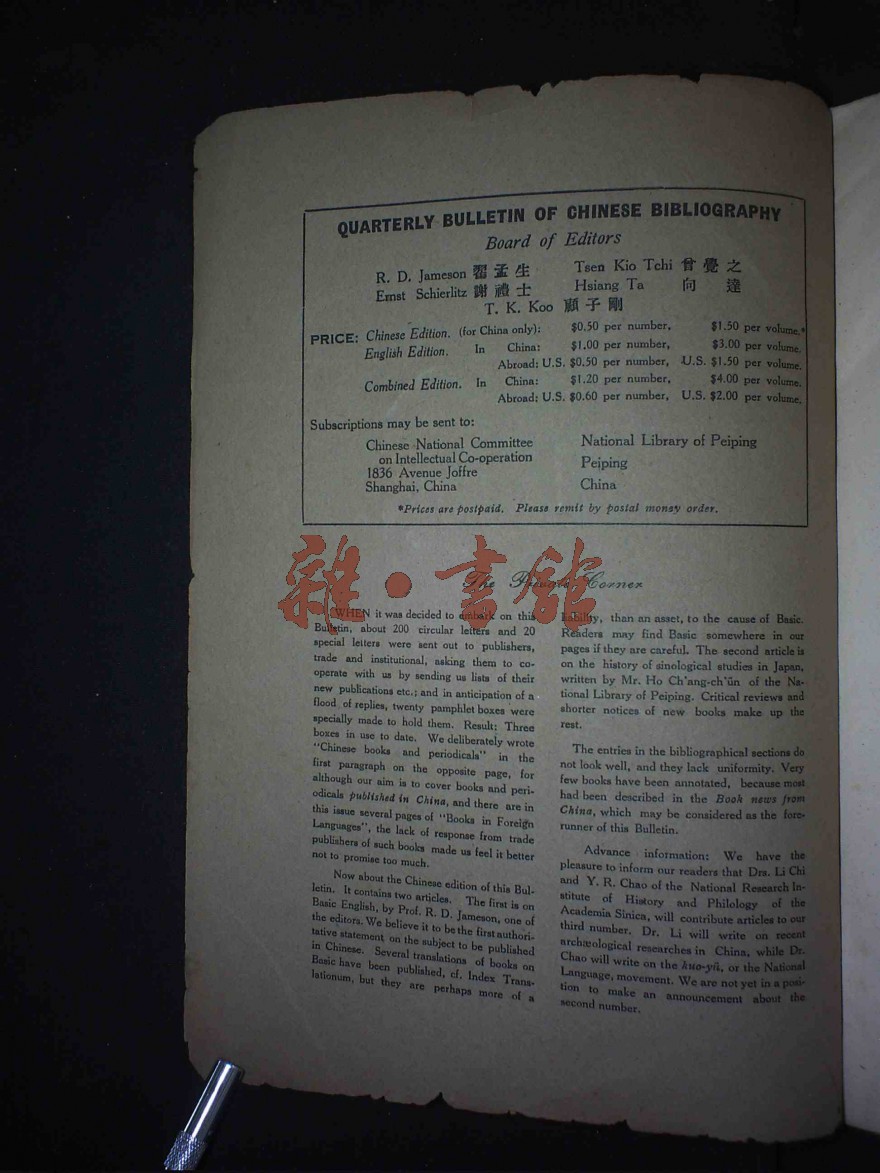 QUARTERLY BULLETIN OF CHINESE BIBLIOGRAPHY
Board of Editors
R. D. Jameson 翟孟生 Tsen Kio Tchi 曾覺之
Ernst Schierlitz 謝禮士 Hsiang Ta 向達
T. K. Koo 顧子剛
PRICE: Chinese Edition. (for China only): $0.50 per number, $1.50 per volume.*
English Edition. In China: $1.00 per number, $3.00 per volume.
Abroad: U.S. $0.50 per number, U.S. $1.50 per volume.
Combined Edition. In China: $1.20 per number, $4.00 per volume.
Abroad: U.S. $0.60 per number, U.S. $2.00 per volume.
Subscriptions may be sent to:
Chinese National Committee
on Intellectual Co-operation
1836 Avenue Joffre
Shanghai, China
National Library of Peiping
Peiping
China
*Prices are postpaid. Please remit by postal money order.
雜·書館
The Private Corner
WHEN it was decided to embark on this
Bulletin, about 200 circular letters and 20
special letters were sent out to publishers,
trade and institutional, asking them to co-
operate with us by sending us lists of their
new publications etc.; and in anticipation of a
flood of replies, twenty pamphlet boxes were
specially made to hold them. Result: Three
boxes in use to date. We deliberately wrote
"Chinese books and periodicals" in the
first paragraph on the opposite page, for
although our aim is to cover books and peri-
odicals published in China, and there are in
this issue several pages of "Books in Foreign
Languages", the lack of response from trade
publishers of such books made us feel it better
not to promise too much.
Now about the Chinese edition of this Bul-
letin. It contains two articles. The first is on
Basic English, by Prof. R. D. Jameson, one of
the editors. We believe it to be the first authori-
tative statement on the subject to be published
in Chinese. Several translations of books on
Basic have been published, cf. Index Trans-
lationum, but they are perhaps more of a
liability, than an asset, to the cause of Basic.
Readers may find Basic somewhere in our
pages if they are careful. The second article is
on the history of sinological studies in Japan,
written by Mr. Ho Ch'ang-ch'ün of the Na-
tional Library of Peiping. Critical reviews and
shorter notices of new books make up the
rest.
The entries in the bibliographical sections do
not look well, and they lack uniformity. Very
few books have been annotated, because most
had been described in the Book news from
China, which may be considered as the fore-
runner of this Bulletin.
Advance information: We have the
pleasure to inform our readers that Drs. Li Chi
and Y. R. Chao of the National Research In-
stitute of History and Philology of the
Academia Sinica, will contribute articles to our
third number. Dr. Li will write on recent
archæological researches in China, while Dr.
Chao will write on the kuo-yü, or the National
Language, movement. We are not yet in a posi-
tion to make an announcement about the
second number.